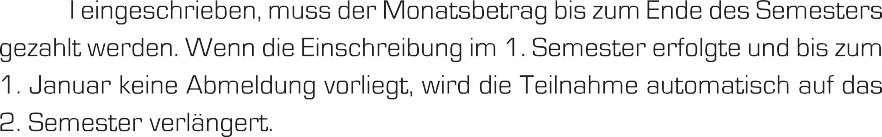 eingeschrieben, muss der Monatsbetrag bis zum Ende des Semesters
gezahlt werden. Wenn die Einschreibung im 1. Semester erfolgte und bis zum
1. Januar keine Abmeldung vorliegt, wird die Teilnahme automatisch auf das
2. Semester verlängert.